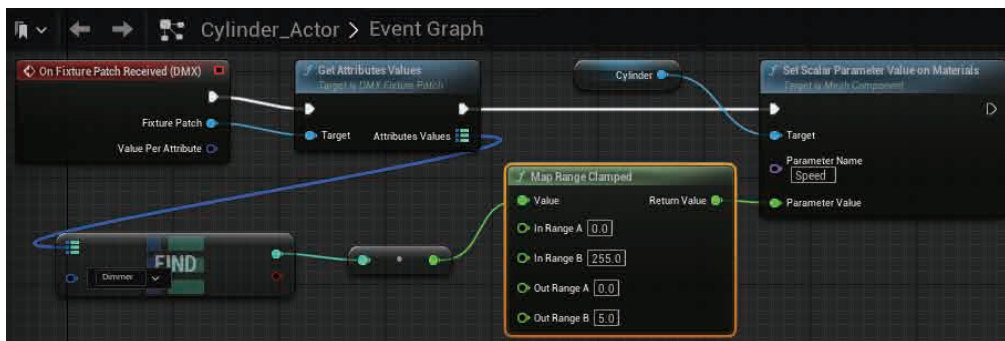 Cylinder_Actor > Event Graph
On Fixture Patch Received (DMX)
Fixture Patch
Value Per Attribute
Get Attributes Values
Target is DMX Fixture Patch
Target
Attributes Values
Cylinder
Set Scalar Parameter Value on Materials
Target is Mesh Component
Target
Parameter Name
Speed
Parameter Value
FIND
Dimmer
Map Range Clamped
Value
Return Value
In Range A 0.0
In Range B 255.0
Out Range A 0.0
Out Range B 5.0